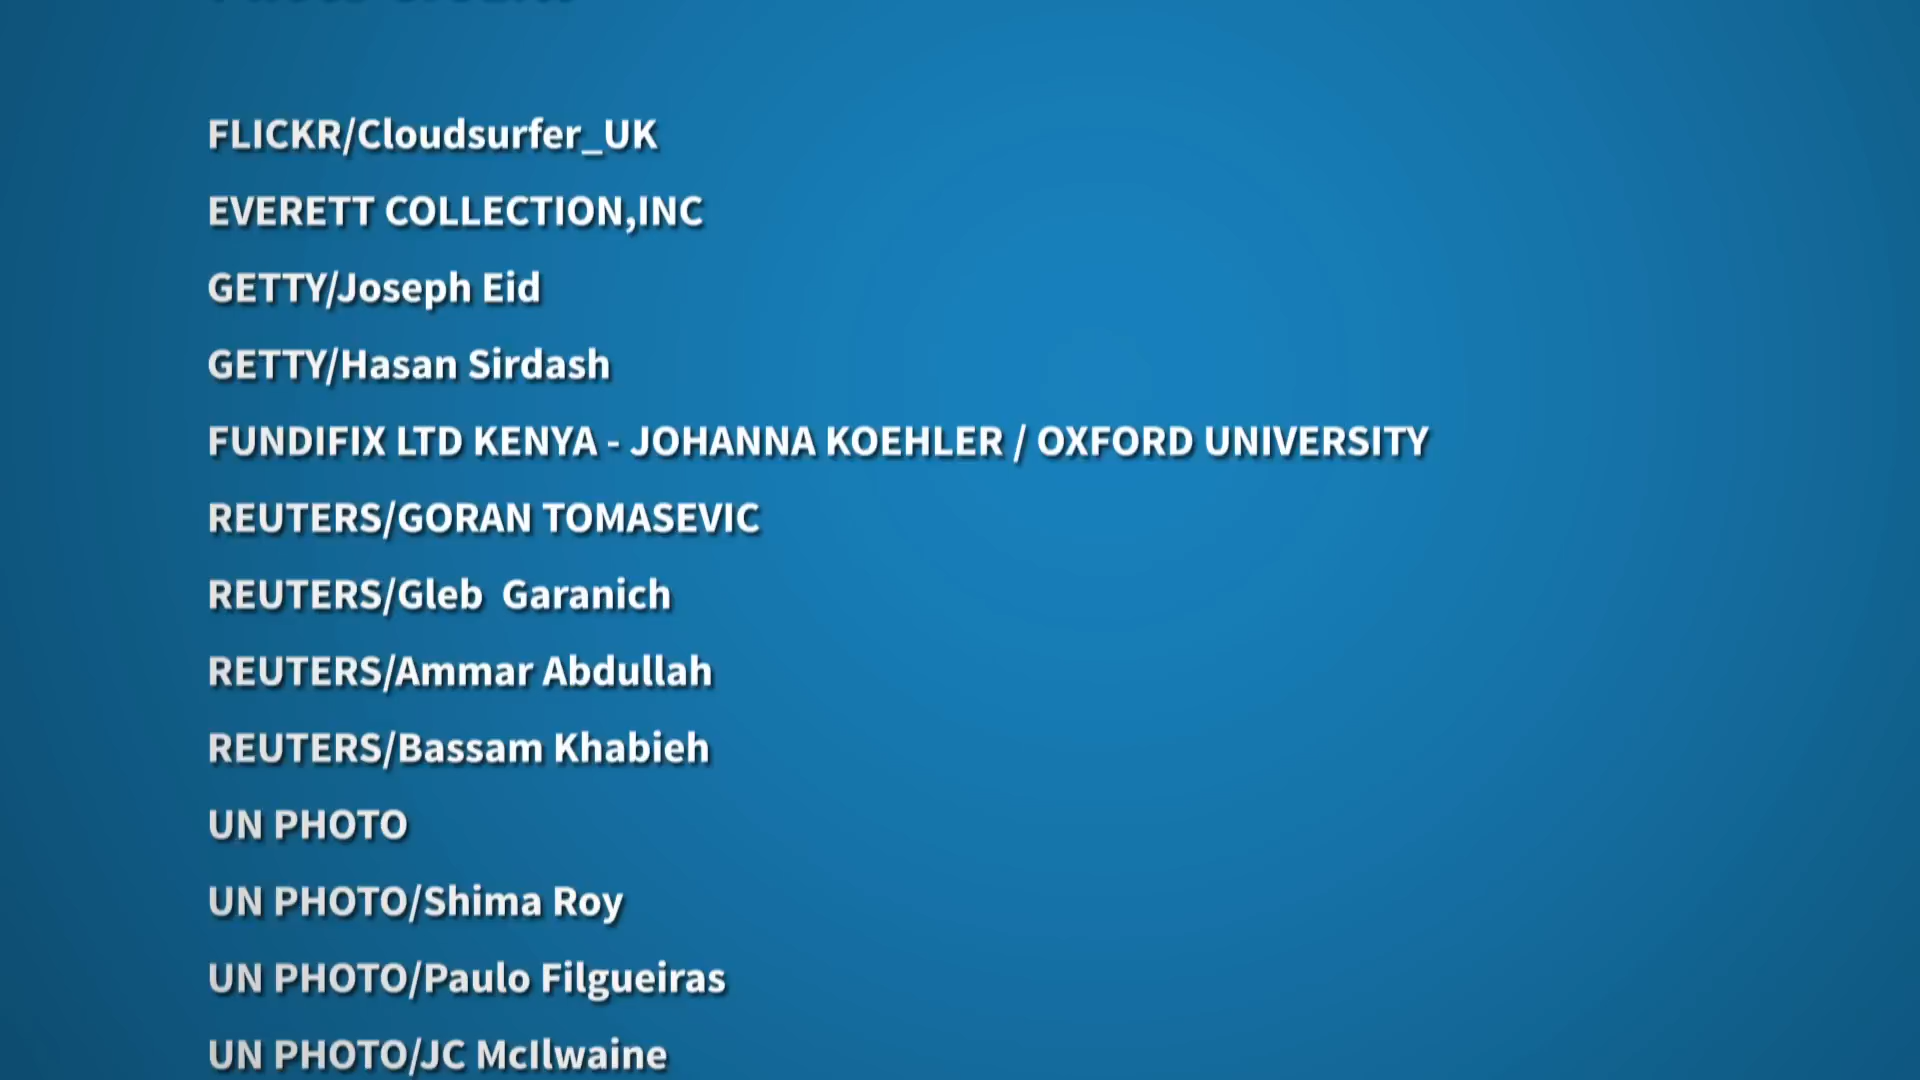 FLICKR/Cloudsurfer_UK
EVERETT COLLECTION,INC
GETTY/Joseph Eid
GETTY/Hasan Sirdash
FUNDIFIX LTD KENYA - JOHANNA KOEHLER / OXFORD UNIVERSITY
REUTERS/GORAN TOMASEVIC
REUTERS/Gleb  Garanich
REUTERS/Ammar Abdullah
REUTERS/Bassam Khabieh
UN PHOTO
UN PHOTO/Shima Roy
UN PHOTO/Paulo Filgueiras
UN PHOTO/JC McIlwaine